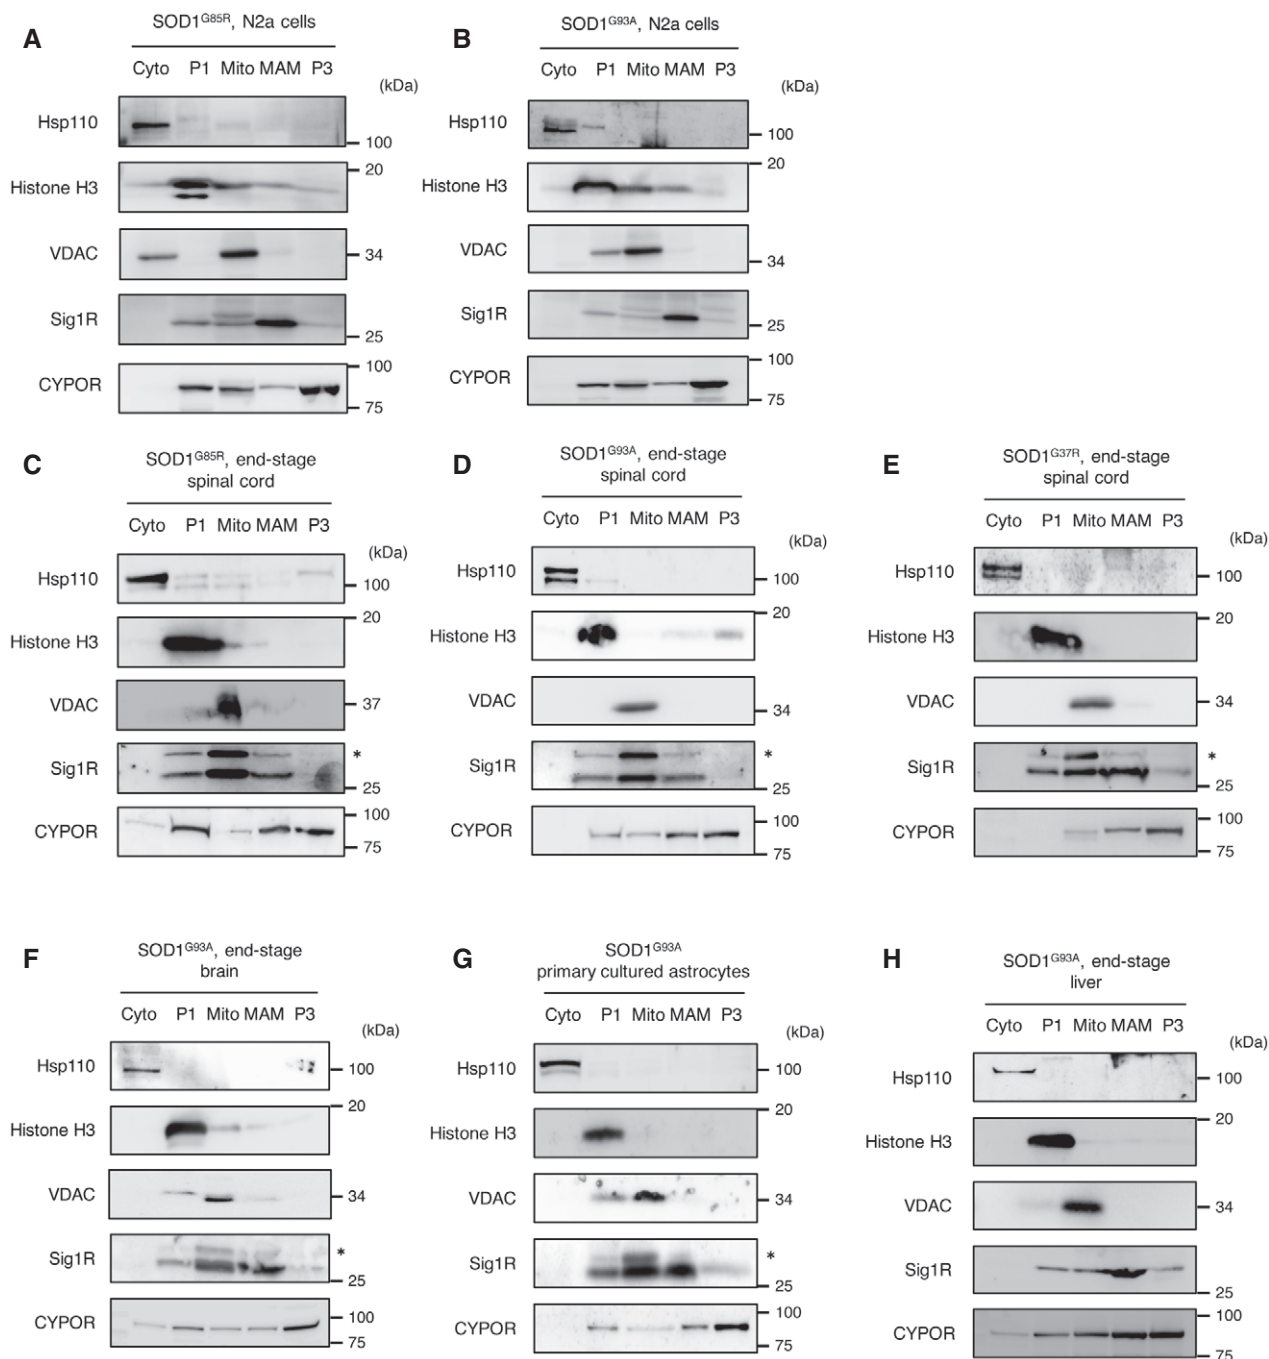 A
SOD1G85R, N2a cells
Cyto P1 Mito MAM P3
(kDa)
Hsp110
100
20
Histone H3
VDAC
34
Sig1R
25
100
CYPOR
75
B
SOD1G93A, N2a cells
Cyto P1 Mito MAM P3
(kDa)
Hsp110
100
20
Histone H3
VDAC
34
Sig1R
25
100
CYPOR
75
C
SOD1G85R, end-stage
spinal cord
Cyto P1 Mito MAM P3
(kDa)
Hsp110
100
20
Histone H3
VDAC
37
*
Sig1R
25
100
CYPOR
75
D
SOD1G93A, end-stage
spinal cord
Cyto P1 Mito MAM P3
(kDa)
Hsp110
100
20
Histone H3
VDAC
34
*
Sig1R
25
100
CYPOR
75
E
SOD1G37R, end-stage
spinal cord
Cyto P1 Mito MAM P3
(kDa)
Hsp110
100
20
Histone H3
VDAC
34
*
Sig1R
25
100
CYPOR
75
F
SOD1G93A, end-stage
brain
Cyto P1 Mito MAM P3
(kDa)
Hsp110
100
20
Histone H3
VDAC
34
*
Sig1R
25
100
CYPOR
75
G
SOD1G93A
primary cultured astrocytes
Cyto P1 Mito MAM P3
(kDa)
Hsp110
100
20
Histone H3
VDAC
34
*
Sig1R
25
100
CYPOR
75
H
SOD1G93A, end-stage
liver
Cyto P1 Mito MAM P3
(kDa)
Hsp110
100
20
Histone H3
VDAC
34
Sig1R
25
100
CYPOR
75